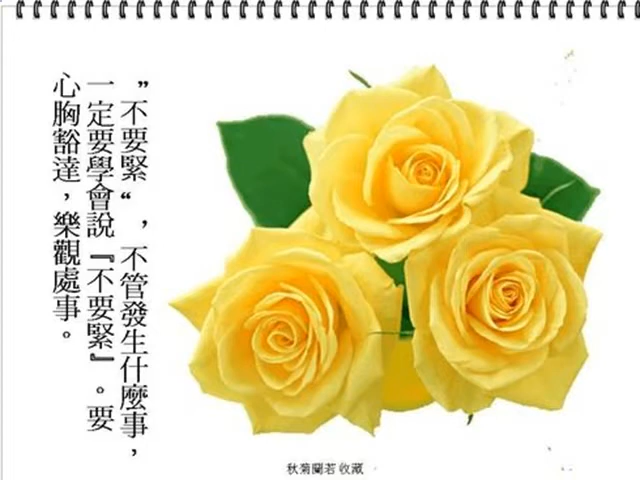 ”不要緊“，不管發生什麼事，
一定要學會說『不要緊』。要
心胸豁達，樂觀處事。
秋菊蘭若收藏